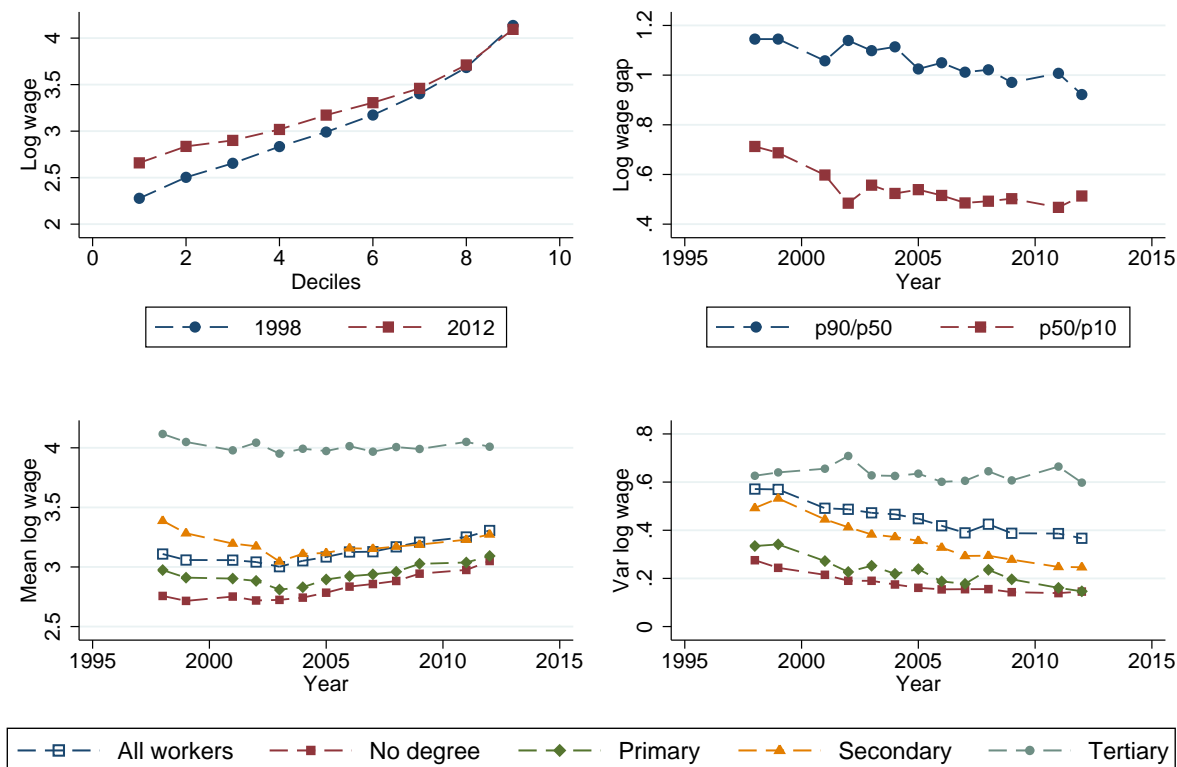 Log wage
4
3.5
3
2.5
2
0 2 4 6 8 10
Deciles
1998 2012
Log wage gap
1.2
1
.8
.6
.4
1995 2000 2005 2010 2015
Year
p90/p50 p50/p10
Mean log wage
4
3.5
3
2.5
1995 2000 2005 2010 2015
Year
Var log wage
.8
.6
.4
.2
0
1995 2000 2005 2010 2015
Year
All workers No degree Primary Secondary Tertiary